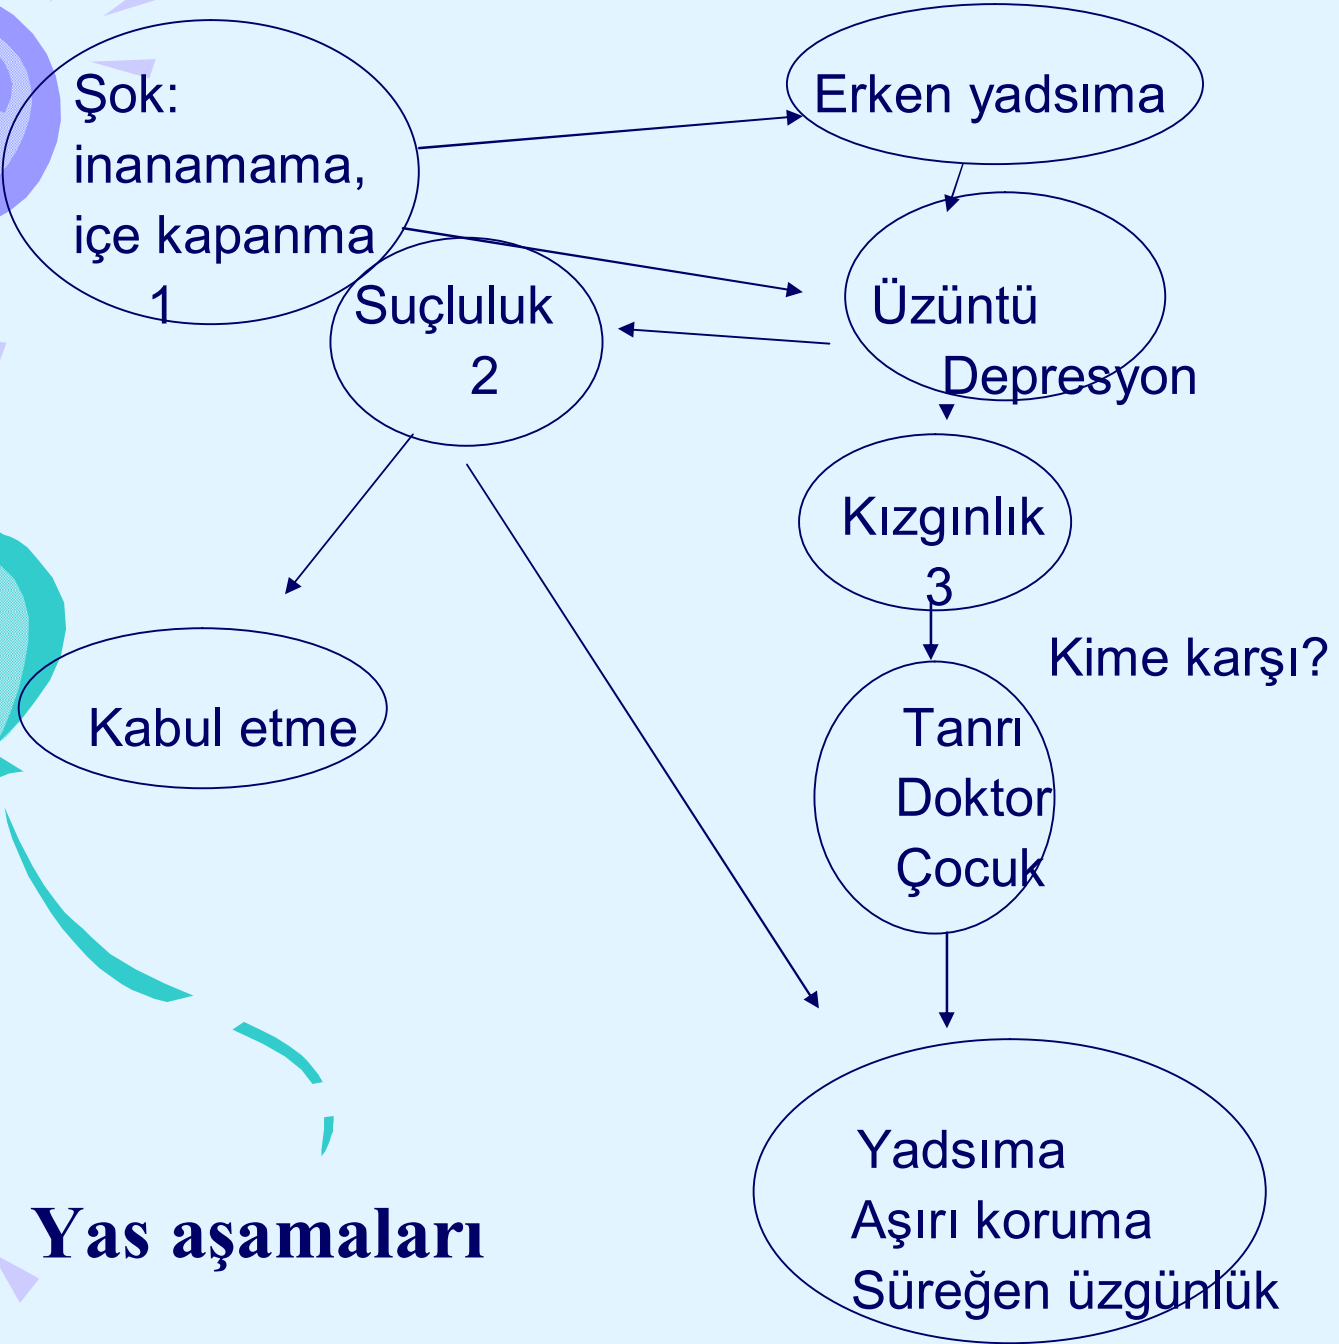 Şok:
inanamama,
içe kapanma
1
Erken yadsıma
Suçluluk
2
Üzüntü
Depresyon
Kızgınlık
3
Kime karşı?
Kabul etme
Tanrı
Doktor
Çocuk
Yadsıma
Aşırı koruma
Süreğen üzgünlük
Yas aşamaları